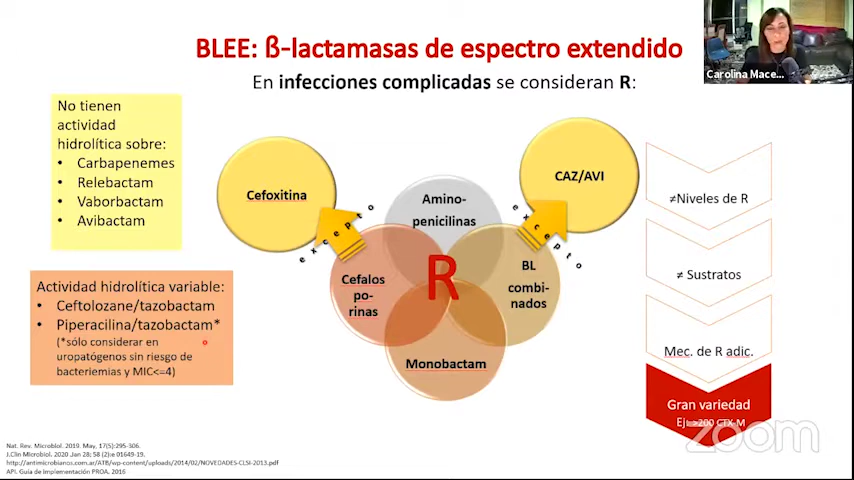 BLEE: ß-lactamasas de espectro extendido
En infecciones complicadas se consideran R:
Carolina Mace...
No tienen
actividad
hidrolítica sobre:
• Carbapenemes
• Relebactam
• Vaborbactam
• Avibactam
Actividad hidrolítica variable:
• Ceftolozane/tazobactam
• Piperacilina/tazobactam*
(*sólo considerar en
uropatógenos sin riesgo de
bacteriemias y MIC<=4)
Cefoxitina
excepto
Amino-
penicilinas
CAZ/AVI
excepto
Cefalos
po-
rinas
R
BL
combi-
nados
Monobactam
≠Niveles de R
≠ Sustratos
Mec. de R adic.
Gran variedad
Ej: >200 CTX-M
zoom
Nat. Rev. Microbiol. 2019. May, 17(5):295-306.
J.Clin Microbiol. 2020 Jan 28; 58 (2):e 01649-19.
http://antimicrobianos.com.ar/ATB/wp-content/uploads/2014/02/NOVEDADES-CLSI-2013.pdf
API. Guía de Implementación PROA, 2016